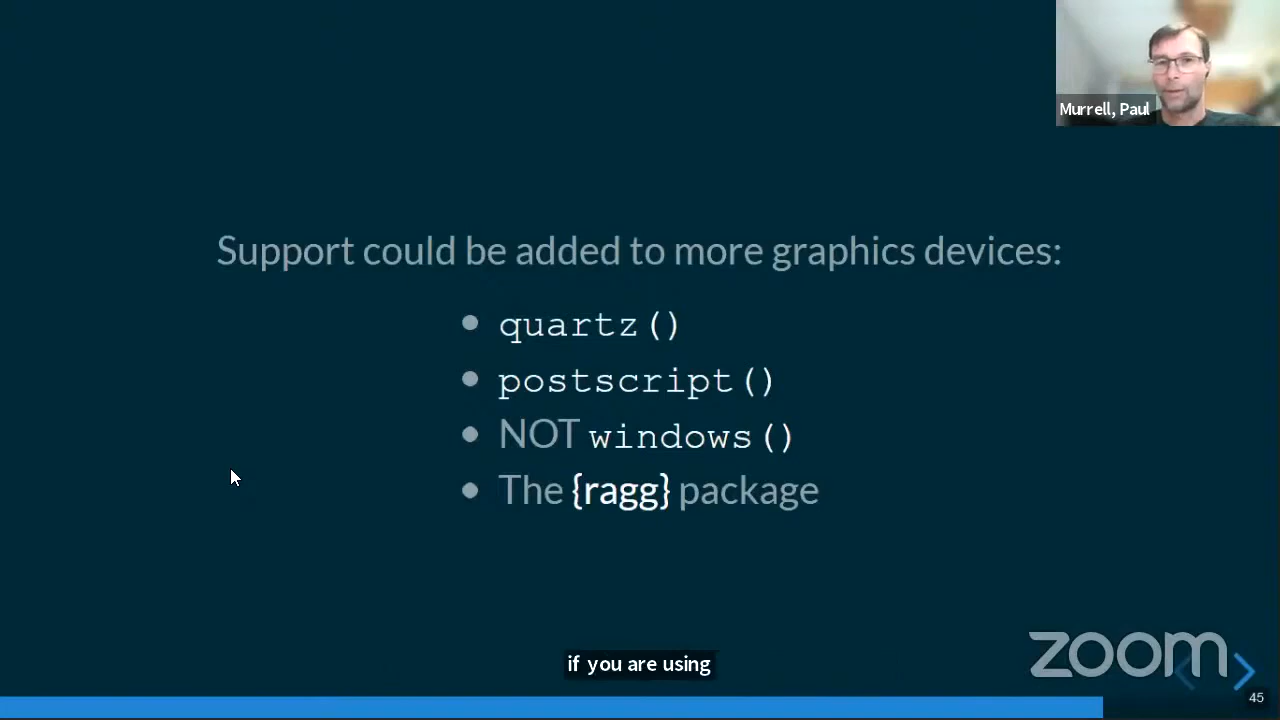 Murrell, Paul
Support could be added to more graphics devices:
• quartz()
• postscript()
• NOT windows()
• The {ragg} package
if you are using
zoom
45